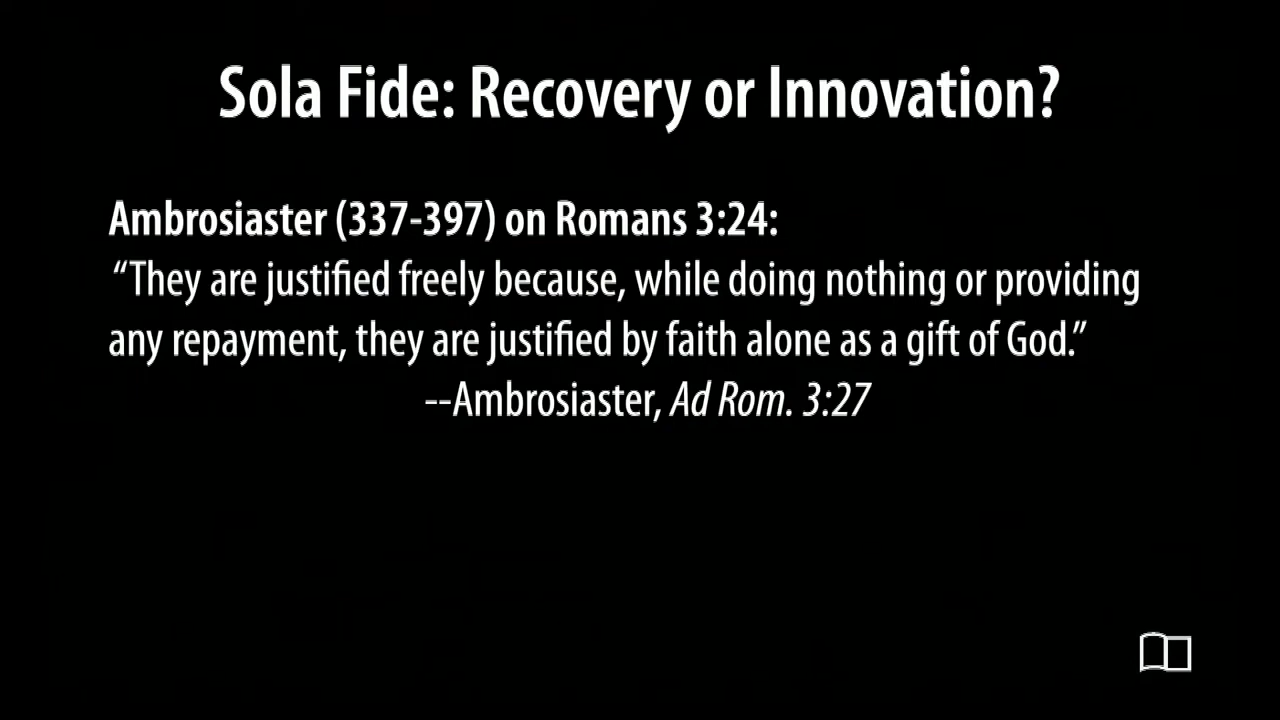 Sola Fide: Recovery or Innovation?
Ambrosiaster (337-397) on Romans 3:24:
“They are justified freely because, while doing nothing or providing
any repayment, they are justified by faith alone as a gift of God.”
--Ambrosiaster, Ad Rom. 3:27